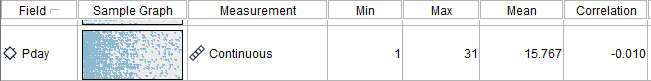 Field Sample Graph Measurement Min Max Mean Correlation
Pday Continuous 1 31 15.767 -0.010